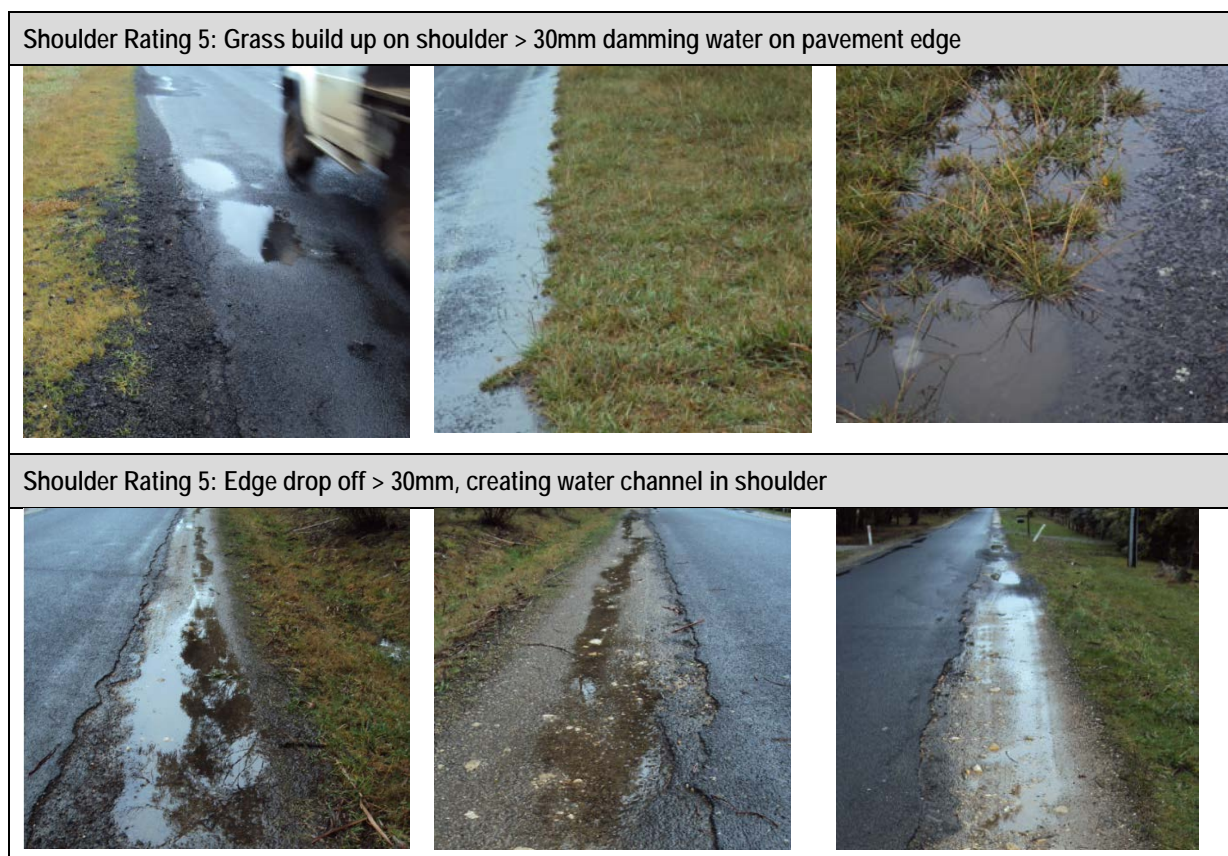 Shoulder Rating 5: Grass build up on shoulder > 30mm damming water on pavement edge
Shoulder Rating 5: Edge drop off > 30mm, creating water channel in shoulder